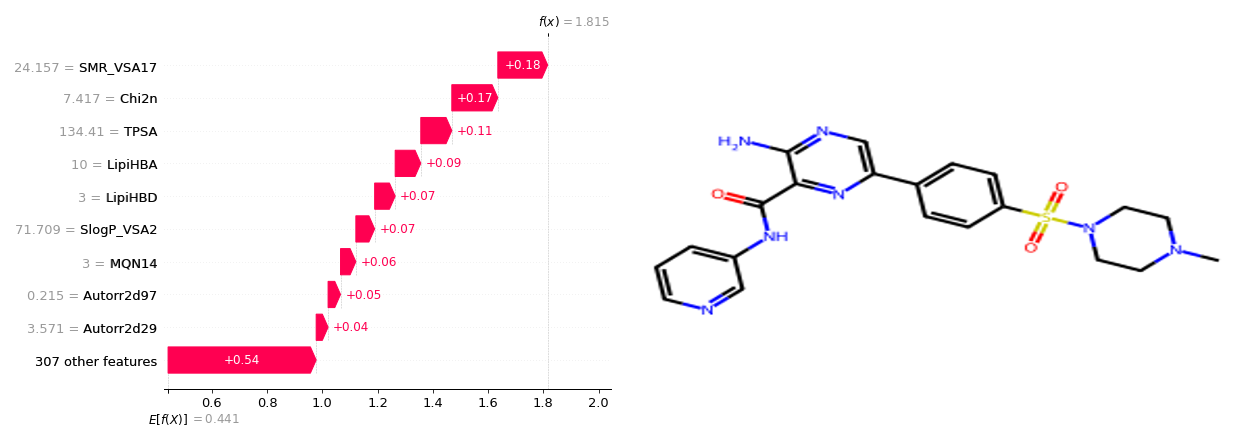 f(x) = 1.815
24.157 = SMR_VSA17
+0.18
7.417 = Chi2n
+0.17
134.41 = TPSA
+0.11
10 = LipiHBA
+0.09
3 = LipiHBD
+0.07
71.709 = SlogP_VSA2
+0.07
3 = MQN14
+0.06
0.215 = Autorr2d97
+0.05
3.571 = Autorr2d29
+0.04
307 other features
+0.54
0.6 0.8 1.0 1.2 1.4 1.6 1.8 2.0
E[f(X)] = 0.441
H₂N
N
N
O
NH
N
O
S
O
N
N